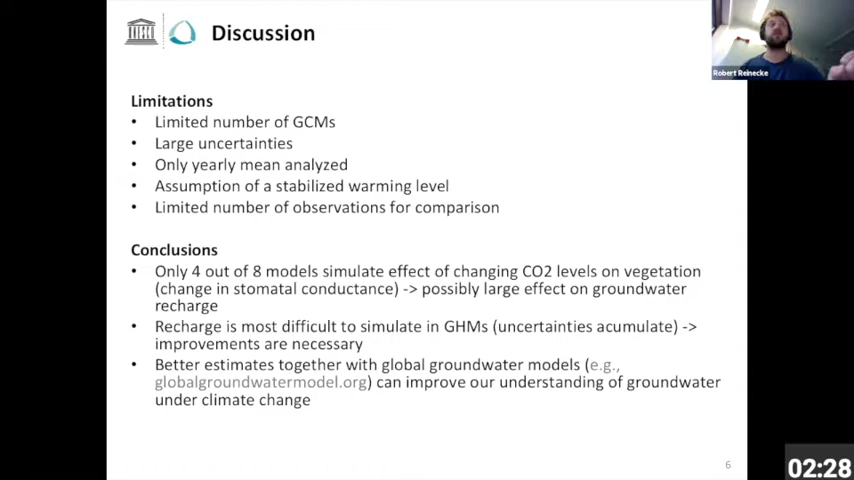 UNESCO
Discussion
Robert Reinecke
Limitations
• Limited number of GCMs
• Large uncertainties
• Only yearly mean analyzed
• Assumption of a stabilized warming level
• Limited number of observations for comparison
Conclusions
• Only 4 out of 8 models simulate effect of changing CO2 levels on vegetation
(change in stomatal conductance) -> possibly large effect on groundwater
recharge
• Recharge is most difficult to simulate in GHMs (uncertainties acumulate) ->
improvements are necessary
• Better estimates together with global groundwater models (e.g.,
globalgroundwatermodel.org) can improve our understanding of groundwater
under climate change
6
02:28